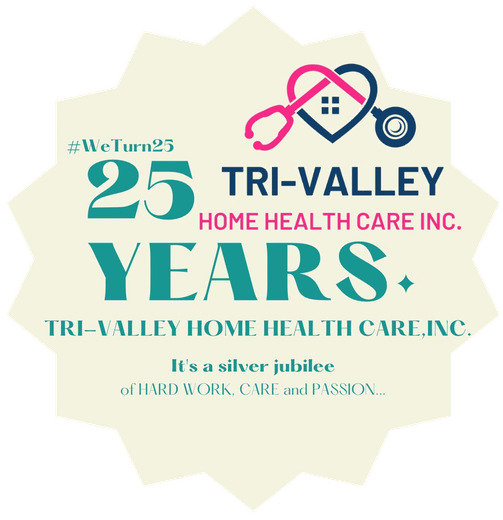 #WeTurn25
25
TRI-VALLEY
HOME HEALTH CARE INC.
YEARS
TRI-VALLEY HOME HEALTH CARE,INC.
It's a silver jubilee
of HARD WORK, CARE and PASSION...